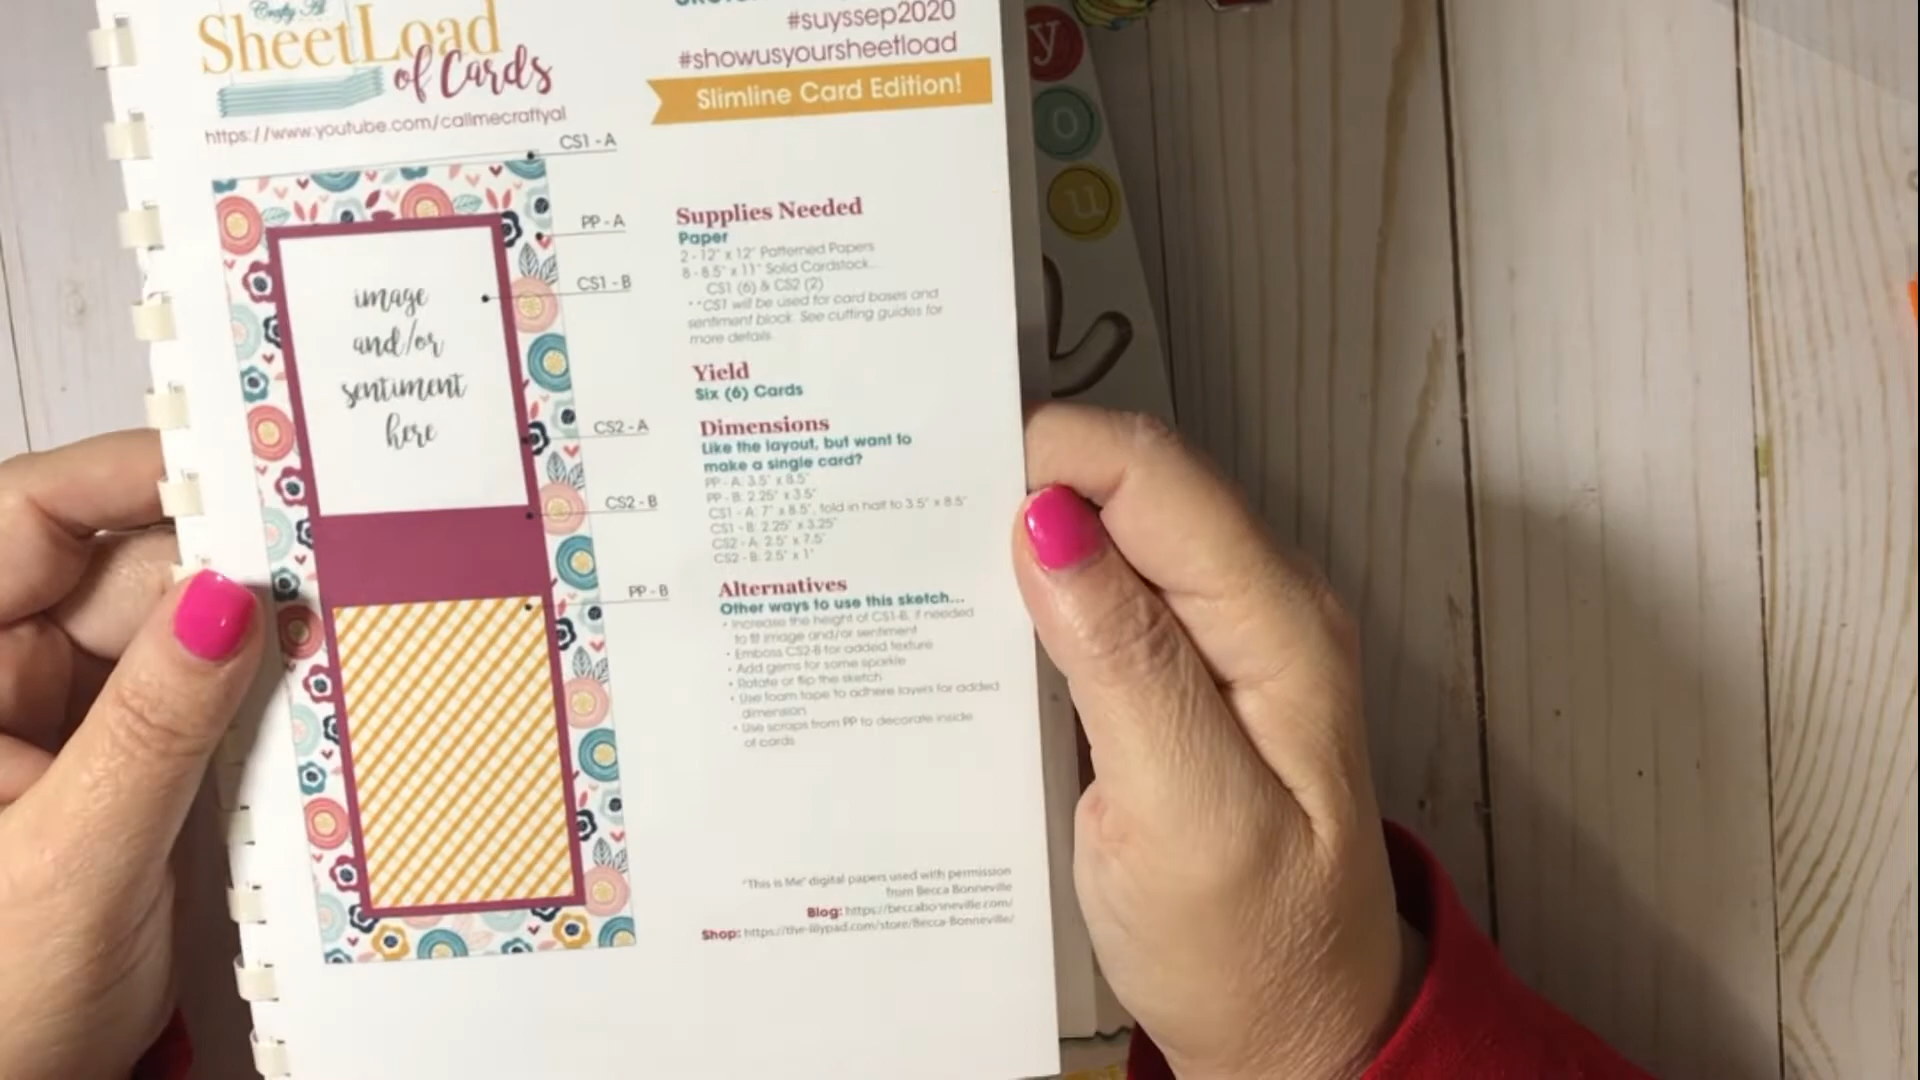 Crafty Al
SheetLoad
of Cards
https://www.youtube.com/callmecraftyal
#suyssep2020
#showusyoursheetload
Slimline Card Edition!
CS1 - A
PP - A
CS1 - B
CS2 - A
CS2 - B
PP - B
image
and/or
sentiment
here
Supplies Needed
Paper
2 - 12" x 12" Patterned Papers
8 - 8.5" x 11" Solid Cardstock...
CS1 (6) & CS2 (2)
**CS1 will be used for card bases and
sentiment block. See cutting guides for
more details.
Yield
Six (6) Cards
Dimensions
Like the layout, but want to
make a single card?
PP - A: 3.5" x 8.5"
PP - B: 2.25" x 3.5"
CS1 - A: 7" x 8.5", fold in half to 3.5" x 8.5"
CS1 - B: 2.25" x 3.25"
CS2 - A: 2.5" x 7.5"
CS2 - B: 2.5" x 1"
Alternatives
Other ways to use this sketch...
• Increase the height of CS1-B, if needed
to fit image and/or sentiment
• Emboss CS2-B for added texture
• Add gems for some sparkle
• Rotate or flip the sketch
• Use foam tape to adhere layers for added
dimension
• Use scraps from PP to decorate inside
of cards
"This is Me" digital papers used with permission
from Becca Bonneville
Blog: https://beccabonneville.com/
Shop: https://the-lilypad.com/store/Becca-Bonneville/
y
o
u